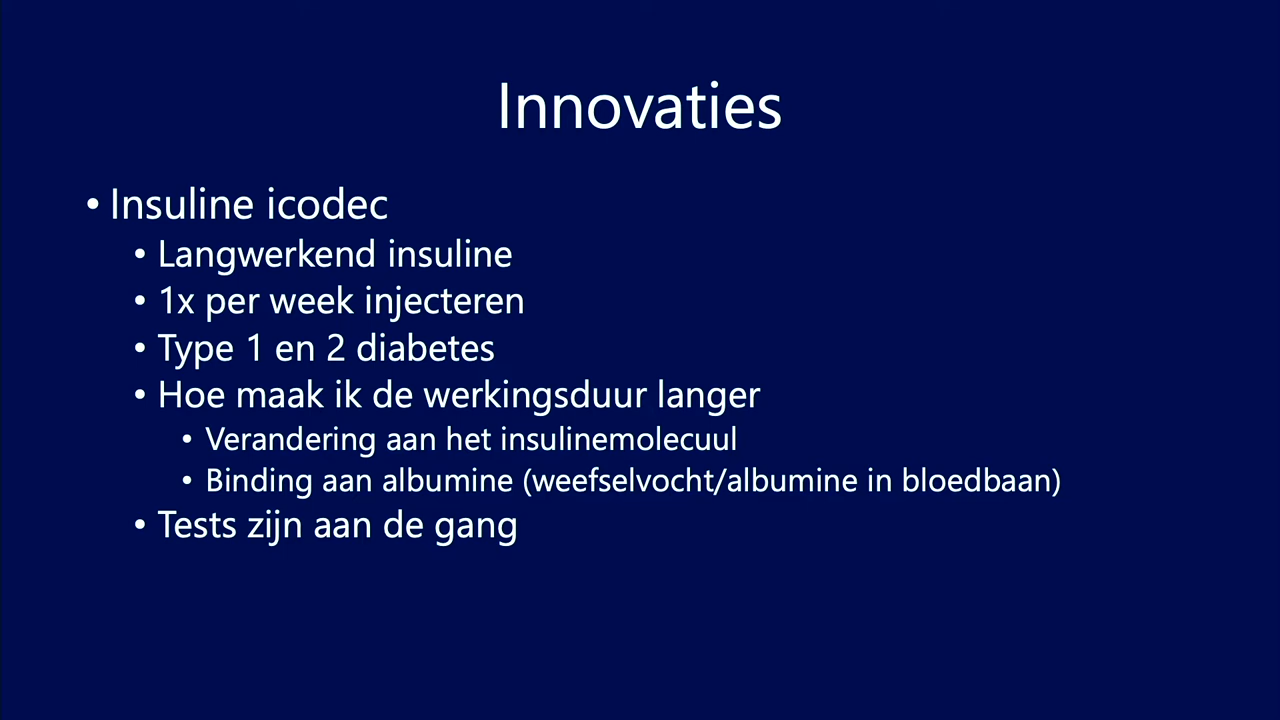 Innovaties
• Insuline icodec
• Langwerkend insuline
• 1x per week injecteren
• Type 1 en 2 diabetes
• Hoe maak ik de werkingsduur langer
• Verandering aan het insulinemolecuul
• Binding aan albumine (weefselvocht/albumine in bloedbaan)
• Tests zijn aan de gang